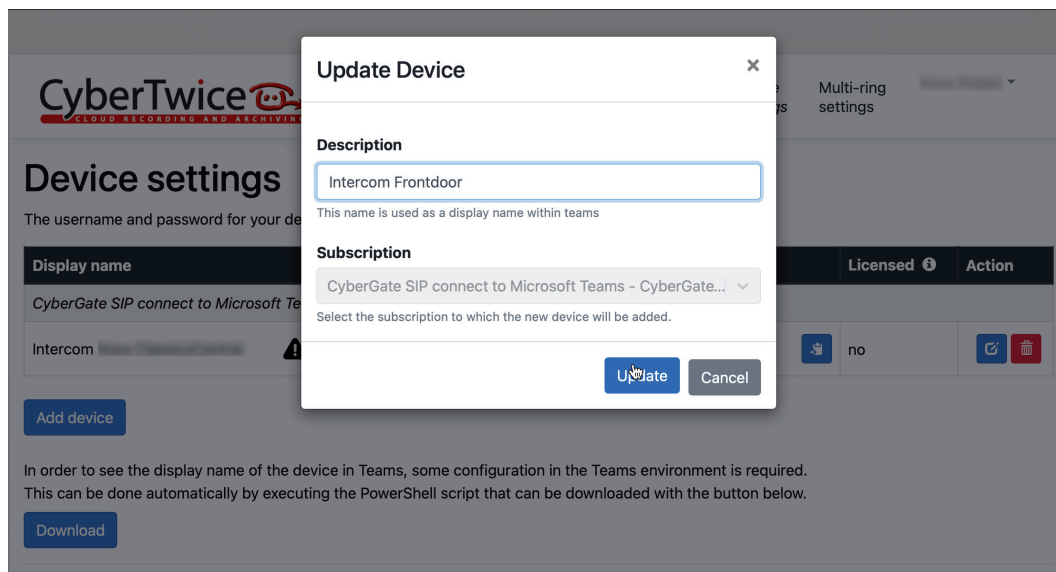 Update Device
×
CyberTwice
CLOUD RECORDING AND ARCHIVIN
Multi-ring
settings
Description
Intercom Frontdoor
This name is used as a display name within teams
Device settings
The username and password for your de
Subscription
CyberGate SIP connect to Microsoft Teams - CyberGate...
Select the subscription to which the new device will be added.
Display name
Licensed
Action
CyberGate SIP connect to Microsoft Te
Intercom
no
Update
Cancel
Add device
In order to see the display name of the device in Teams, some configuration in the Teams environment is required.
This can be done automatically by executing the PowerShell script that can be downloaded with the button below.
Download